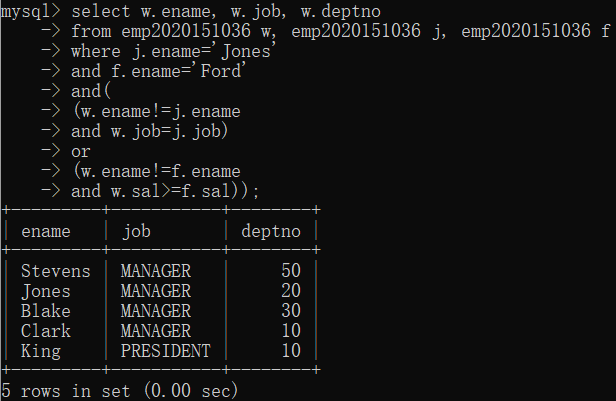 mysql> select w.ename, w.job, w.deptno
    -> from emp2020151036 w, emp2020151036 j, emp2020151036 f
    -> where j.ename='Jones'
    -> and f.ename='Ford'
    -> and(
    -> (w.ename!=j.ename
    -> and w.job=j.job)
    -> or
    -> (w.ename!=f.ename
    -> and w.sal>=f.sal));
+---------+-----------+--------+
| ename   | job       | deptno |
+---------+-----------+--------+
| Stevens | MANAGER   |     50 |
| Jones   | MANAGER   |     20 |
| Blake   | MANAGER   |     30 |
| Clark   | MANAGER   |     10 |
| King    | PRESIDENT |     10 |
+---------+-----------+--------+
5 rows in set (0.00 sec)